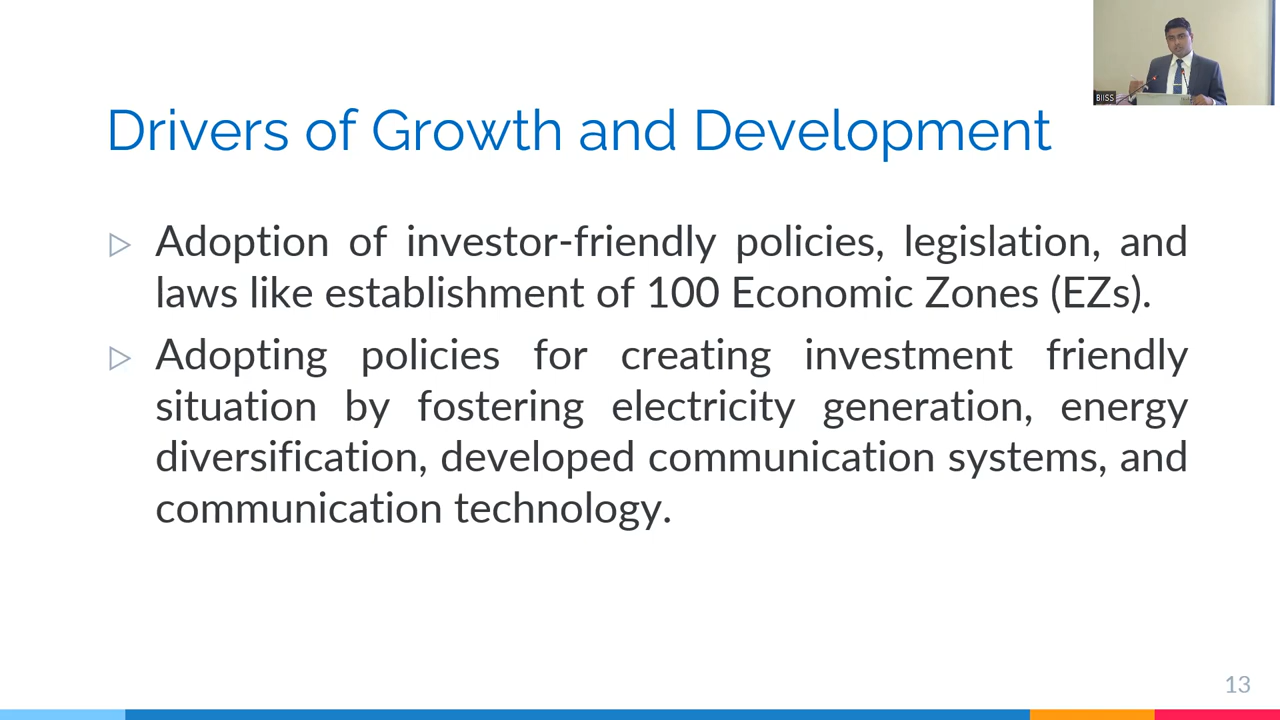 BIISS
Drivers of Growth and Development
Adoption of investor-friendly policies, legislation, and
laws like establishment of 100 Economic Zones (EZs).
Adopting policies for creating investment friendly
situation by fostering electricity generation, energy
diversification, developed communication systems, and
communication technology.
13